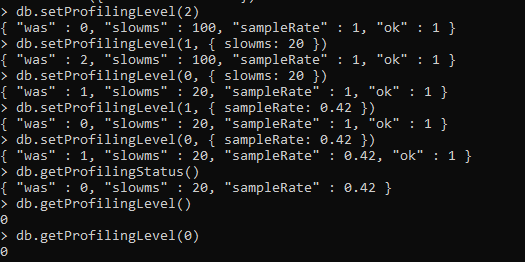 > db.setProfilingLevel(2)
{ "was" : 0, "slowms" : 100, "sampleRate" : 1, "ok" : 1 }
> db.setProfilingLevel(1, { slowms: 20 })
{ "was" : 2, "slowms" : 100, "sampleRate" : 1, "ok" : 1 }
> db.setProfilingLevel(0, { slowms: 20 })
{ "was" : 1, "slowms" : 20, "sampleRate" : 1, "ok" : 1 }
> db.setProfilingLevel(1, { sampleRate: 0.42 })
{ "was" : 0, "slowms" : 20, "sampleRate" : 1, "ok" : 1 }
> db.setProfilingLevel(0, { sampleRate: 0.42 })
{ "was" : 1, "slowms" : 20, "sampleRate" : 0.42, "ok" : 1 }
> db.getProfilingStatus()
{ "was" : 0, "slowms" : 20, "sampleRate" : 0.42 }
> db.getProfilingLevel()
0
> db.getProfilingLevel(0)
0